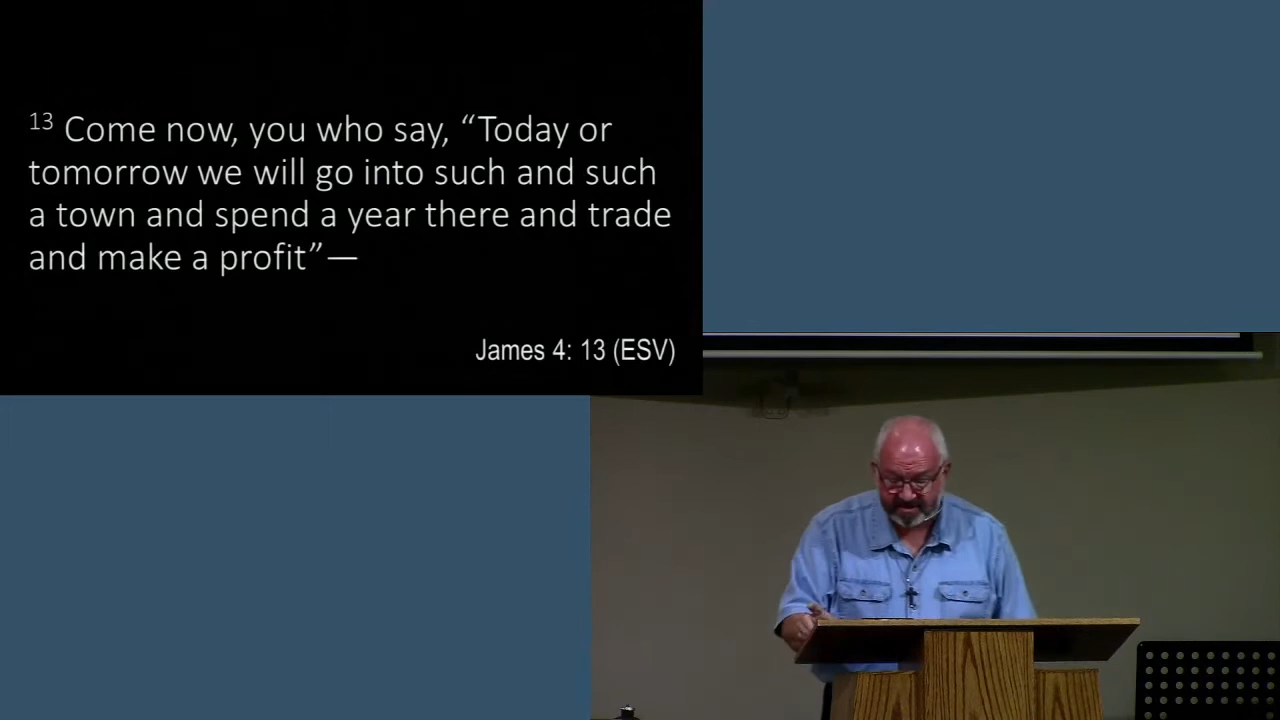 13 Come now, you who say, “Today or
tomorrow we will go into such and such
a town and spend a year there and trade
and make a profit”—
James 4: 13 (ESV)